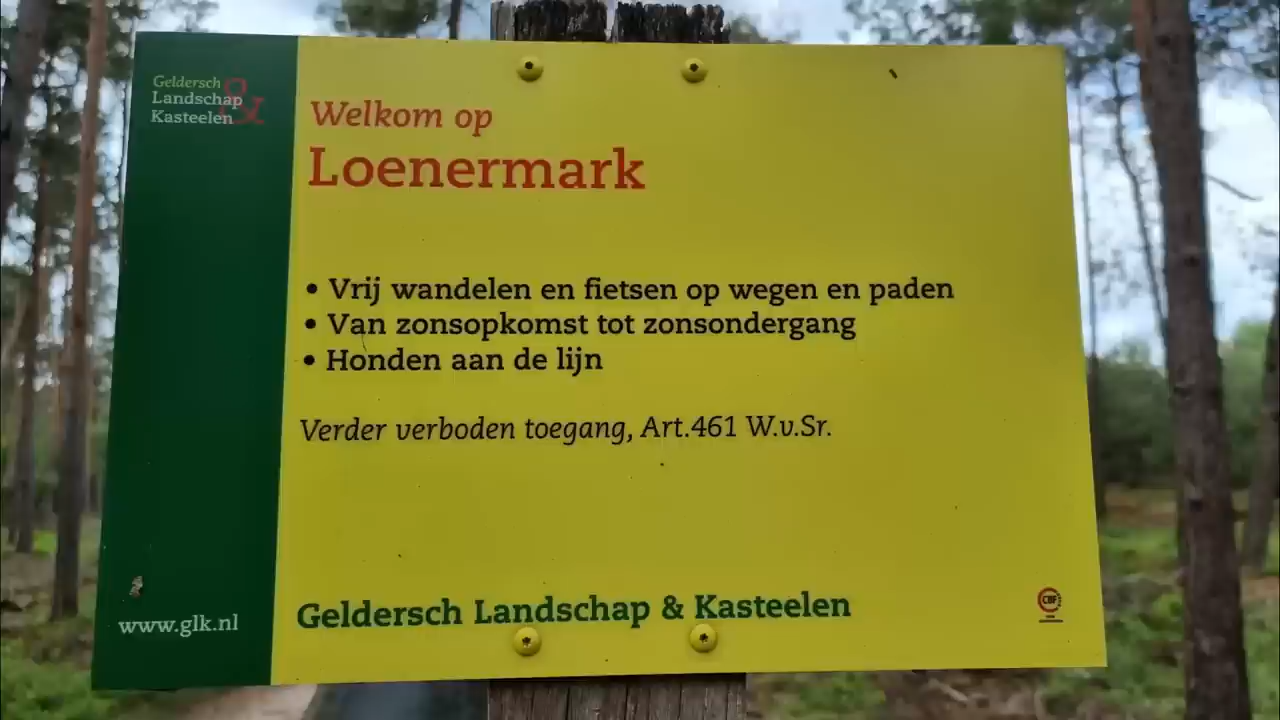 Geldersch
Landschap
& Kasteelen
Welkom op
Loenermark
• Vrij wandelen en fietsen op wegen en paden
• Van zonsopkomst tot zonsondergang
• Honden aan de lijn
Verder verboden toegang, Art.461 W.v.Sr.
www.glk.nl
Geldersch Landschap & Kasteelen
CBF